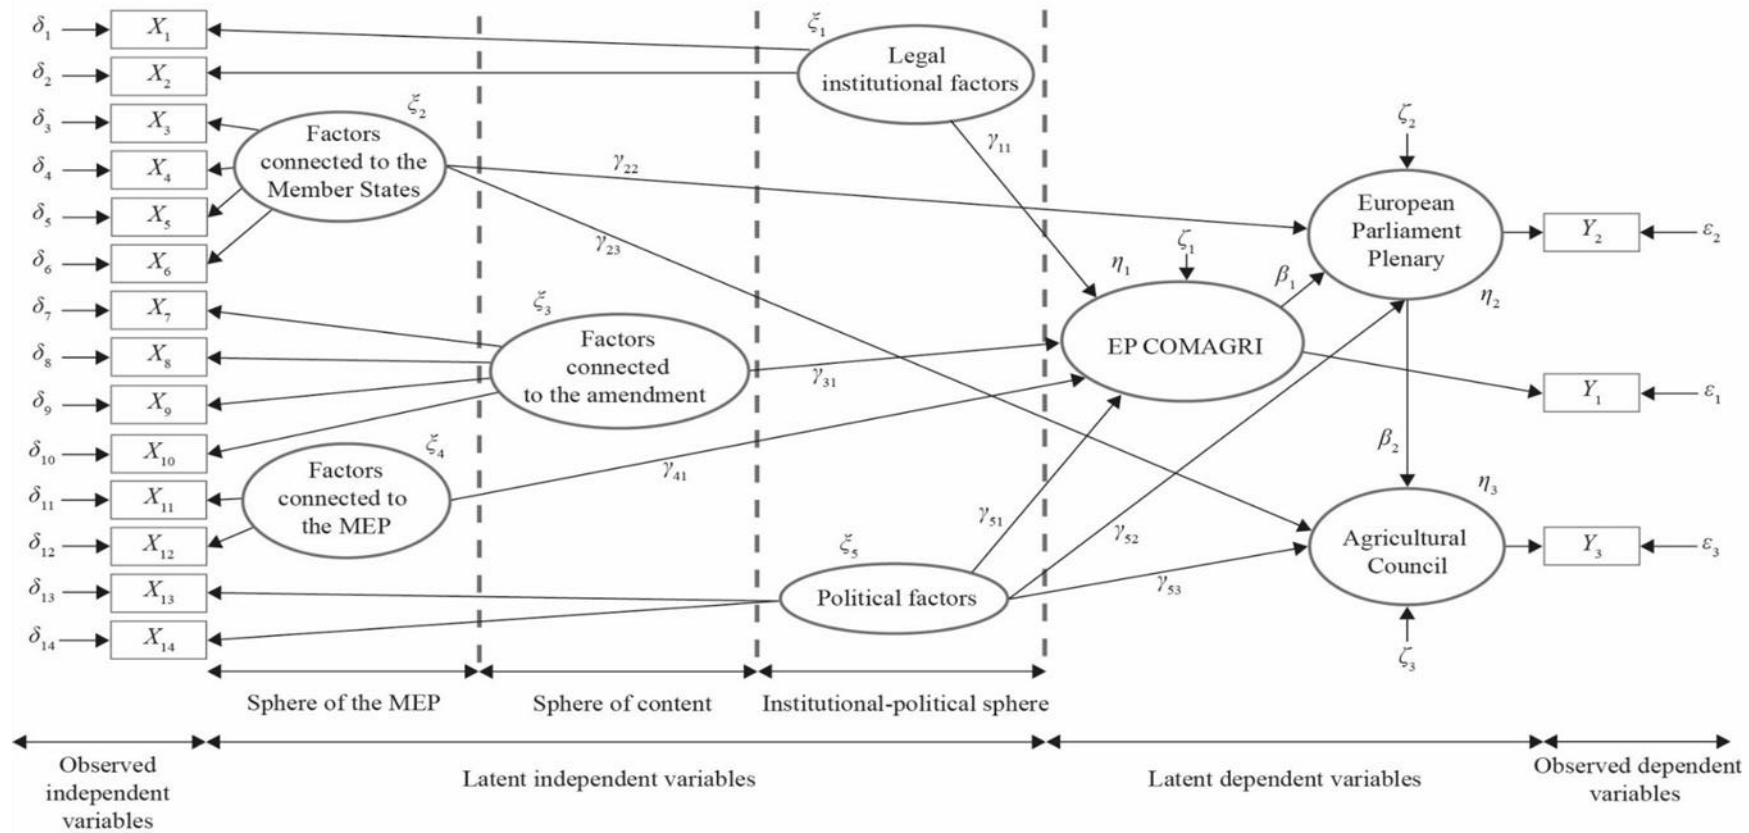 δ1
X1
δ2
X2
δ3
X3
δ4
X4
δ5
X5
δ6
X6
δ7
X7
δ8
X8
δ9
X9
δ10
X10
δ11
X11
δ12
X12
δ13
X13
δ14
X14
ξ1
Legal
institutional factors
ξ2
Factors
connected to the
Member States
ξ3
Factors
connected
to the amendment
ξ4
Factors
connected to
the MEP
ξ5
Political factors
γ11
γ22
γ23
γ31
γ41
γ51
γ52
γ53
ζ1
η1
EP COMAGRI
β1
ζ2
European
Parliament
Plenary
η2
β2
η3
Agricultural
Council
ζ3
Y2
ε2
Y1
ε1
Y3
ε3
Sphere of the MEP
Sphere of content
Institutional-political sphere
Observed
independent
variables
Latent independent variables
Latent dependent variables
Observed dependent
variables